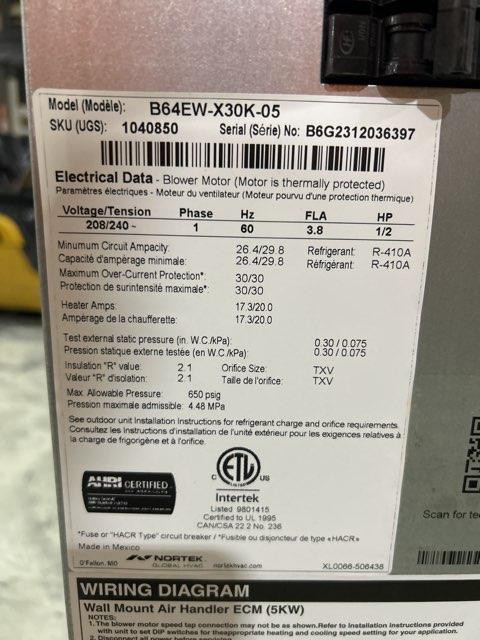 Model (Modèle): B64EW-X30K-05
SKU (UGS): 1040850 Serial (Série) No: B6G2312036397
Electrical Data - Blower Motor (Motor is thermally protected)
Paramètres électriques - Moteur du ventilateur (Moteur pourvu d'une protection thermique)
Voltage/Tension Phase Hz FLA HP
208/240 ~ 1 60 3.8 1/2
Minumum Circuit Ampacity: 26.4/29.8 Refrigerant: R-410A
Capacité d'ampérage minimale: 26.4/29.8 Réfrigérant: R-410A
Maximum Over-Current Protection*: 30/30
Protection de surintensité maximale*: 30/30
Heater Amps: 17.3/20.0
Ampérage de la chaufferette: 17.3/20.0
Test external static pressure (in. W.C./kPa): 0.30 / 0.075
Pression statique externe testée (en W.C./kPa): 0.30 / 0.075
Insulation "R" value: 2.1 Orifice Size: TXV
Valeur "R" d'isolation: 2.1 Taille de l'orifice: TXV
Max. Allowable Pressure: 650 psig
Pression maximale admissible: 4.48 MPa
See outdoor unit Installation Instructions for refrigerant charge and orifice requirements.
Consultez les Instructions d'installation de l'unité extérieure pour les exigences relatives à
la charge de frigorigène et à l'orifice.
AHRI CERTIFIED
C ETL US
LISTED
Intertek
Listed 9801415
Certified to UL 1995
CAN/CSA 22.2 No. 236
*Fuse or "HACR Type" circuit breaker / *Fusible ou disjoncteur de type «HACR»
Made in Mexico
NORTEK
GLOBAL HVAC
O'Fallon, MO nortekhvac.com XL0066-506438
Scan for tec
WIRING DIAGRAM
Wall Mount Air Handler ECM (5KW)
NOTES:
1. The blower motor speed tap connection may not be as shown.Refer to Installation Instructions provided
with unit to set DIP switches for theappropriate heating and cooling speed setting for your application.
2. Disconnect all power before servicing.